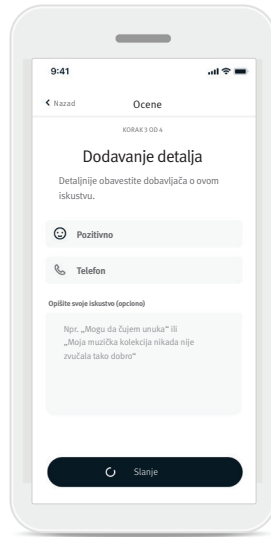 9:41
Nazad
Ocene
KORAK 3 OD 4
Dodavanje detalja
Detaljnije obavestite dobavljača o ovom
iskustvu.
Pozitivno
Telefon
Opišite svoje iskustvo (opciono)
Npr. „Mogu da čujem unuka“ ili
„Moja muzička kolekcija nikada nije
zvučala tako dobro“
Slanje